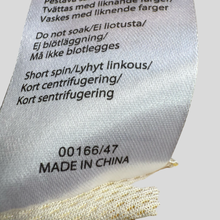 Tvättas med liknande färger
Vaskes med liknende farger
Do not soak/Ei liotusta/
Ej blötläggning/
Må ikke blotlegges
Short spin/Lyhyt linkous/
Kort centrifugering/
Kort sentrifugering
00166/47
MADE IN CHINA